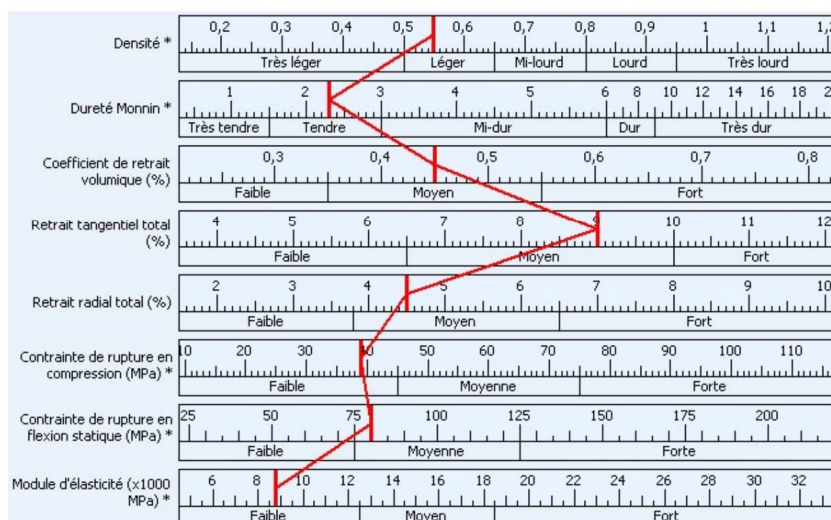 0,2 0,3 0,4 0,5 0,6 0,7 0,8 0,9 1 1,1 1,2
Densité *
Très léger Léger Mi-lourd Lourd Très lourd
1 2 3 4 5 6 8 10 12 14 16 18
Dureté Monnin *
Très tendre Tendre Mi-dur Dur Très dur
0,3 0,4 0,5 0,6 0,7 0,8
Coefficient de retrait
volumique (%)
Faible Moyen Fort
4 5 6 7 8 9 10 11 12
Retrait tangentiel total
(%)
Faible Moyen Fort
2 3 4 5 6 7 8 9 10
Retrait radial total (%)
Faible Moyen Fort
10 20 30 40 50 60 70 80 90 100 110
Contrainte de rupture en
compression (MPa) *
Faible Moyenne Forte
25 50 75 100 125 150 175 200
Contrainte de rupture en
flexion statique (MPa) *
Faible Moyenne Forte
6 8 10 12 14 16 18 20 22 24 26 28 30 32
Module d'élasticité (x1000
MPa) *
Faible Moyen Fort